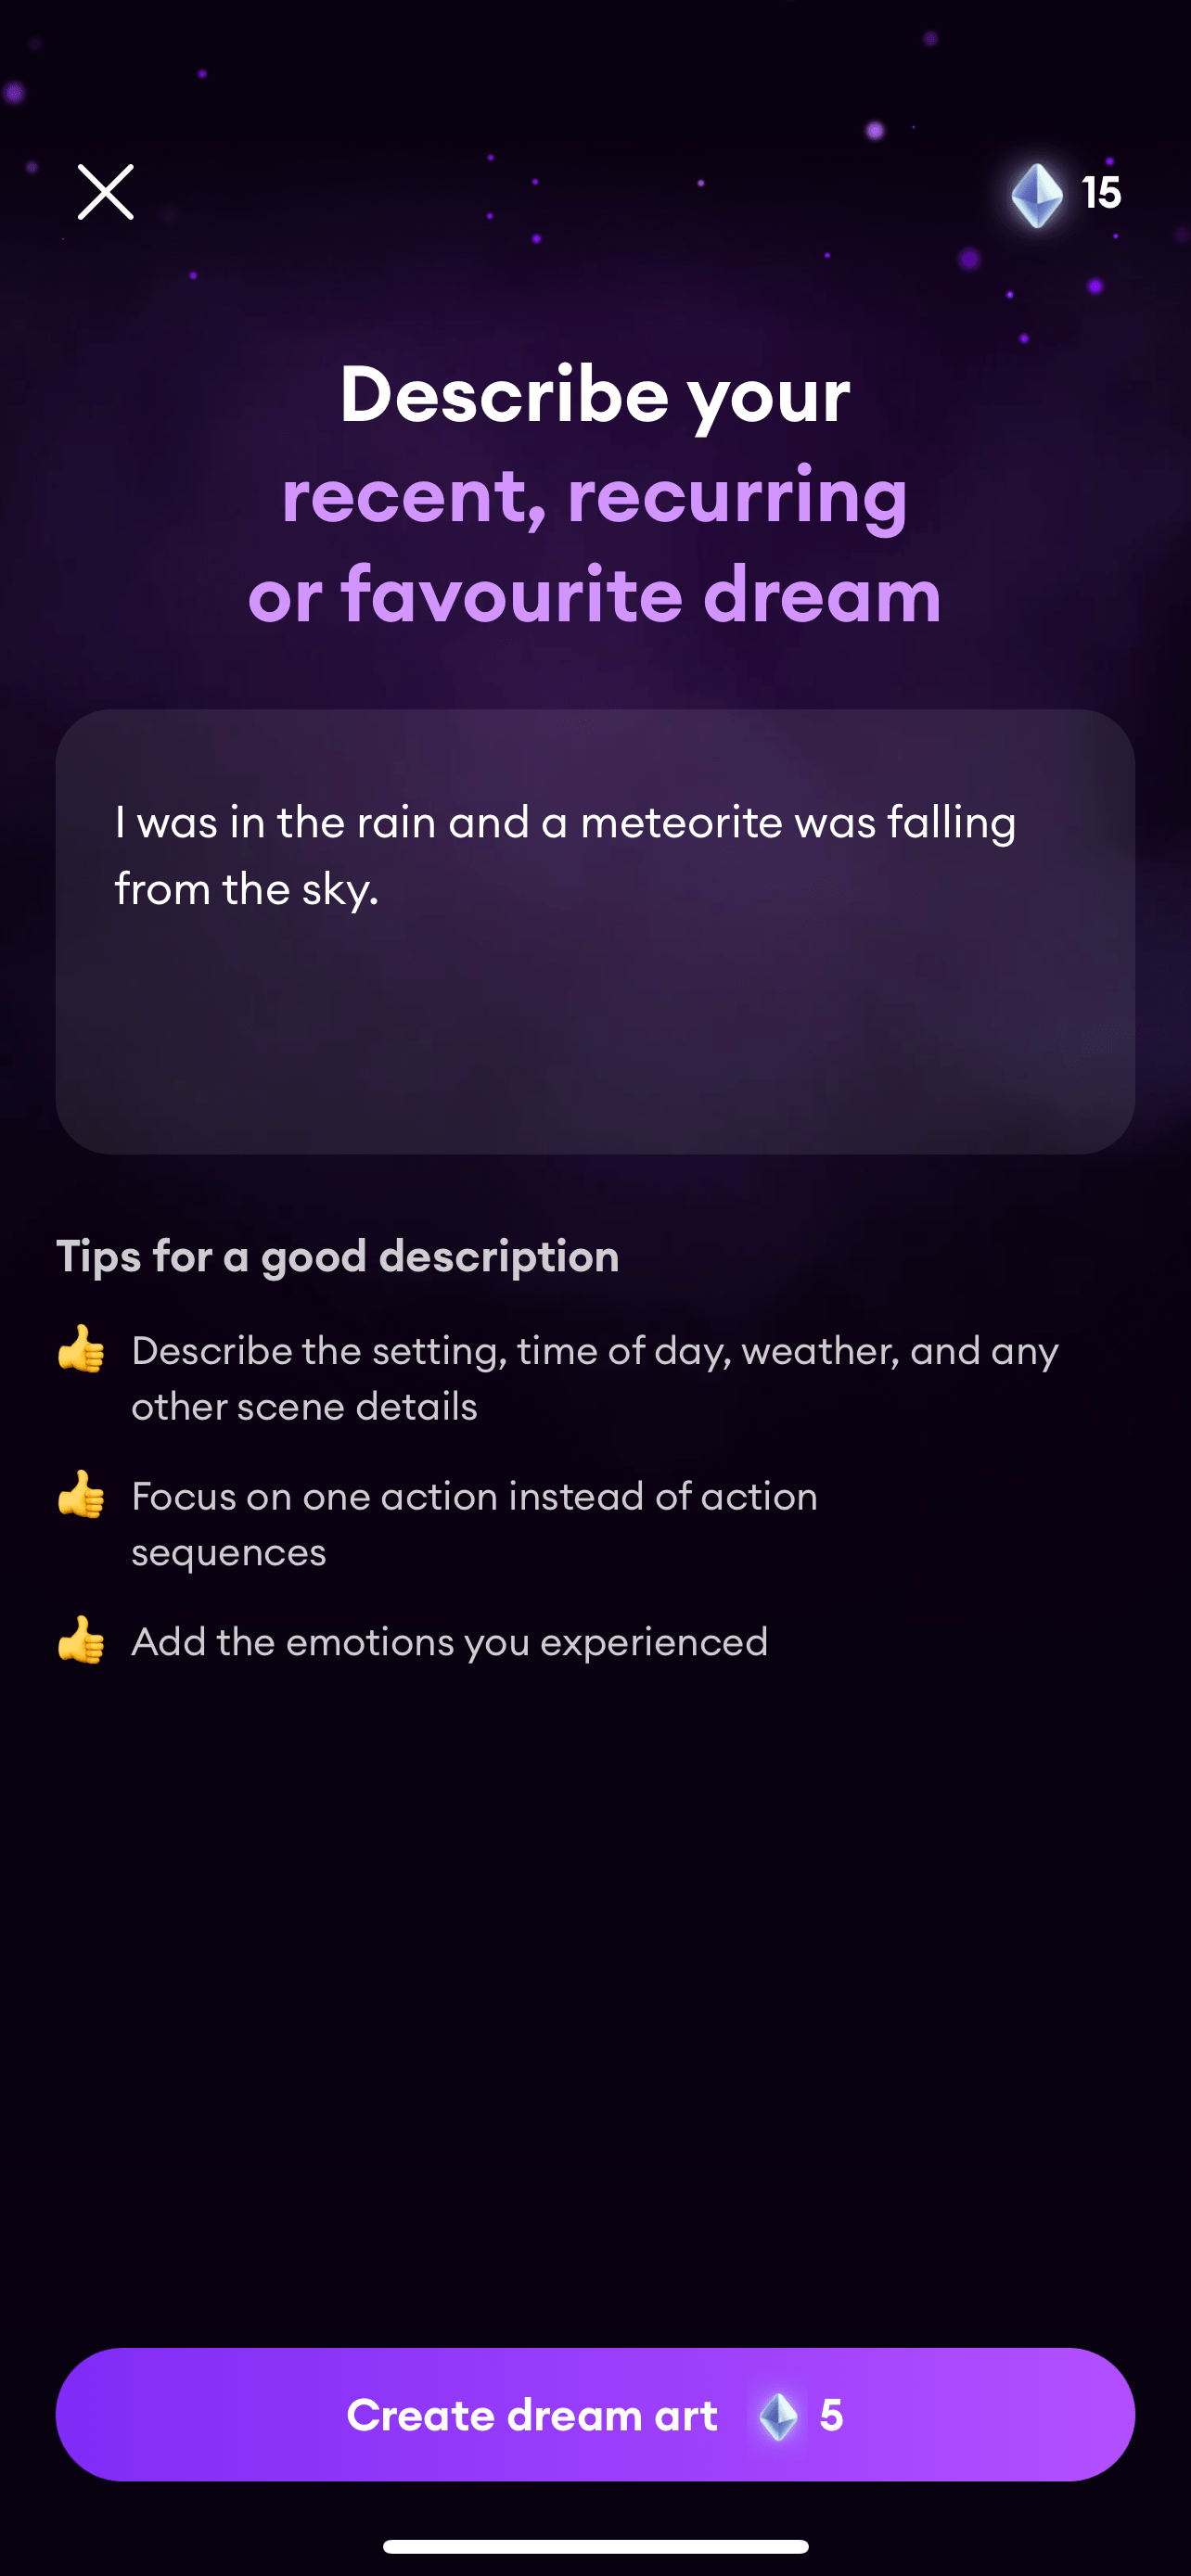 15
Describe your
recent, recurring
or favourite dream
I was in the rain and a meteorite was falling
from the sky.
Tips for a good description
👍 Describe the setting, time of day, weather, and any
other scene details
👍 Focus on one action instead of action
sequences
👍 Add the emotions you experienced
Create dream art 5